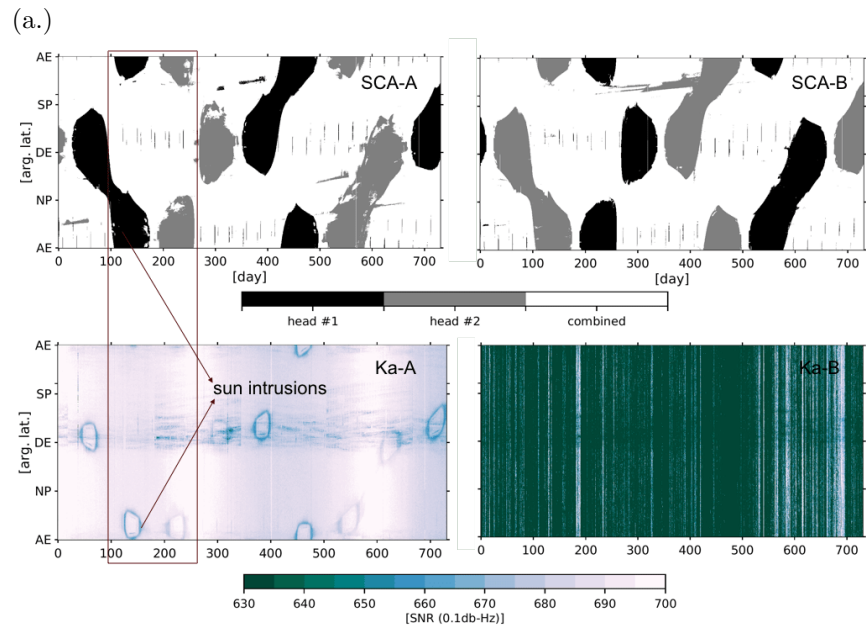 (a.)
AE
SP
DE
NP
AE
[arg. lat.]
SCA-A
0 100 200 300 400 500 600 700
[day]
SCA-B
0 100 200 300 400 500 600 700
[day]
head #1 head #2 combined
AE
SP
DE
NP
AE
[arg. lat.]
Ka-A
sun intrusions
0 100 200 300 400 500 600 700
Ka-B
0 100 200 300 400 500 600 700
630 640 650 660 670 680 690 700
[SNR (0.1db-Hz)]